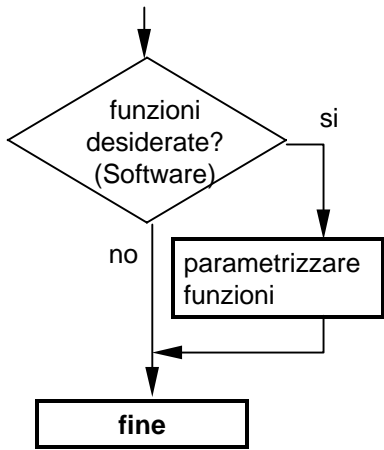 funzioni
desiderate?
(Software)
si
no
parametrizzare
funzioni
fine